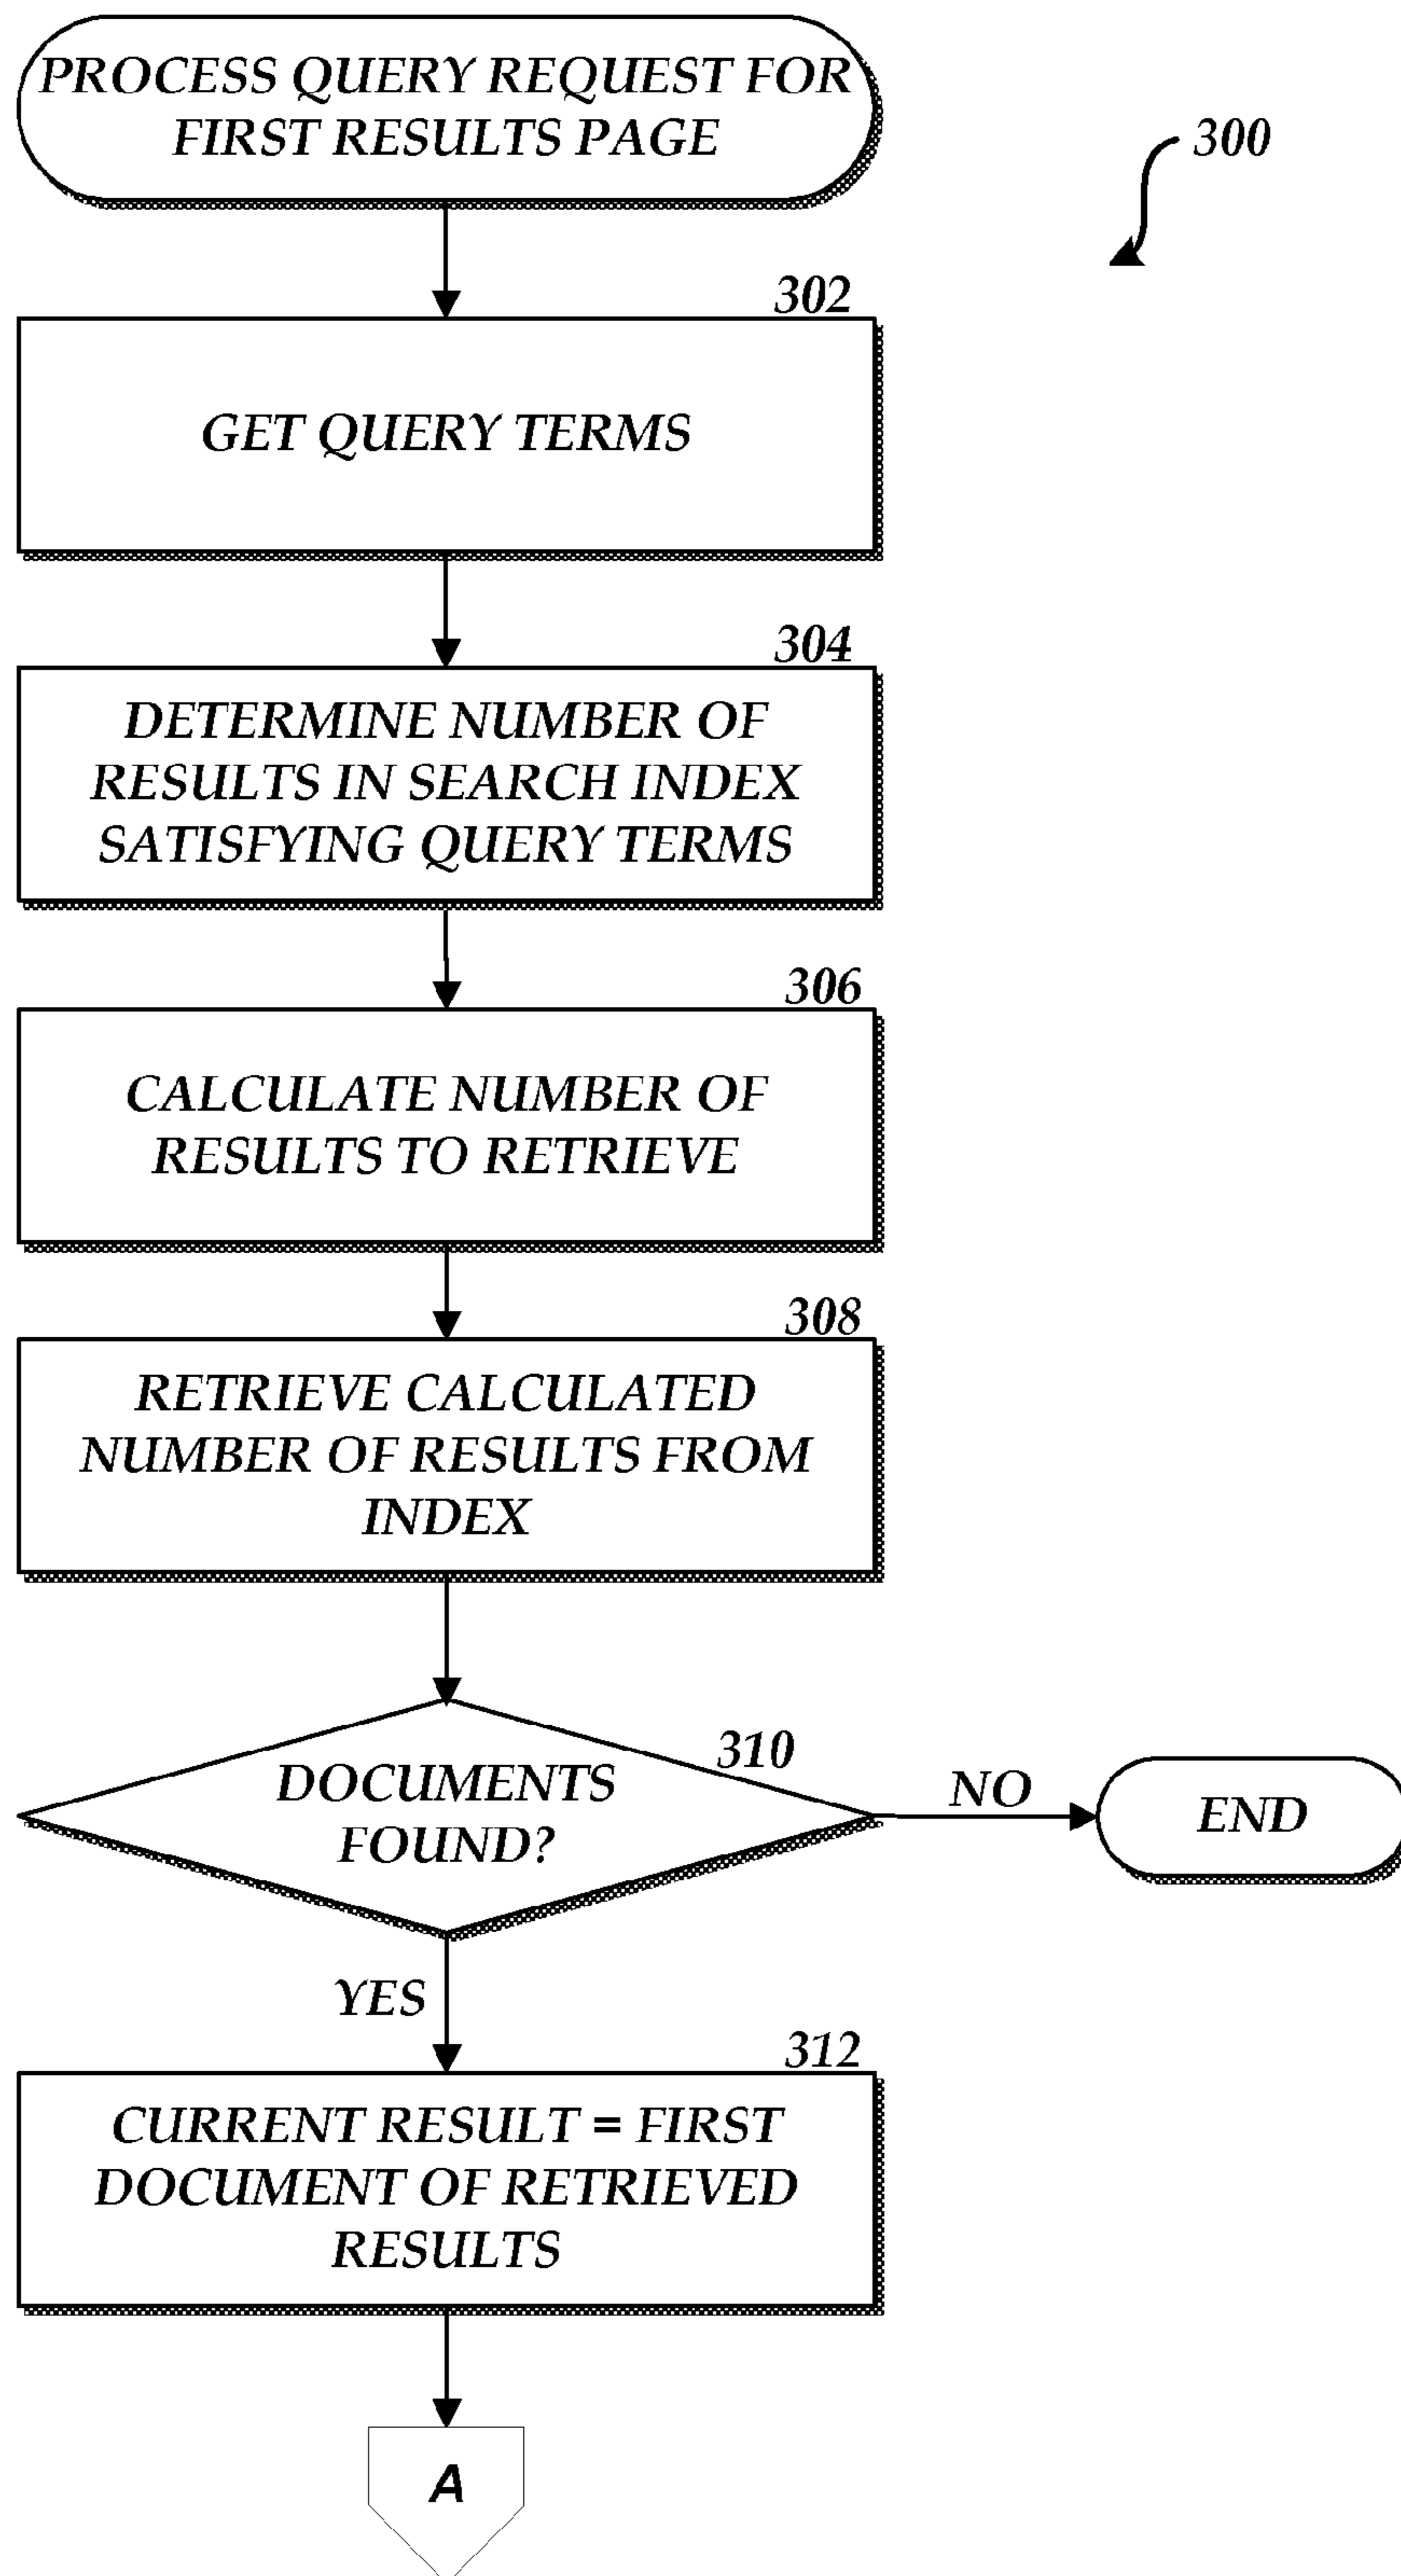 PROCESS QUERY REQUEST FOR
FIRST RESULTS PAGE
300
302
GET QUERY TERMS
304
DETERMINE NUMBER OF
RESULTS IN SEARCH INDEX
SATISFYING QUERY TERMS
306
CALCULATE NUMBER OF
RESULTS TO RETRIEVE
308
RETRIEVE CALCULATED
NUMBER OF RESULTS FROM
INDEX
310
DOCUMENTS
FOUND?
NO
END
YES
312
CURRENT RESULT = FIRST
DOCUMENT OF RETRIEVED
RESULTS
A